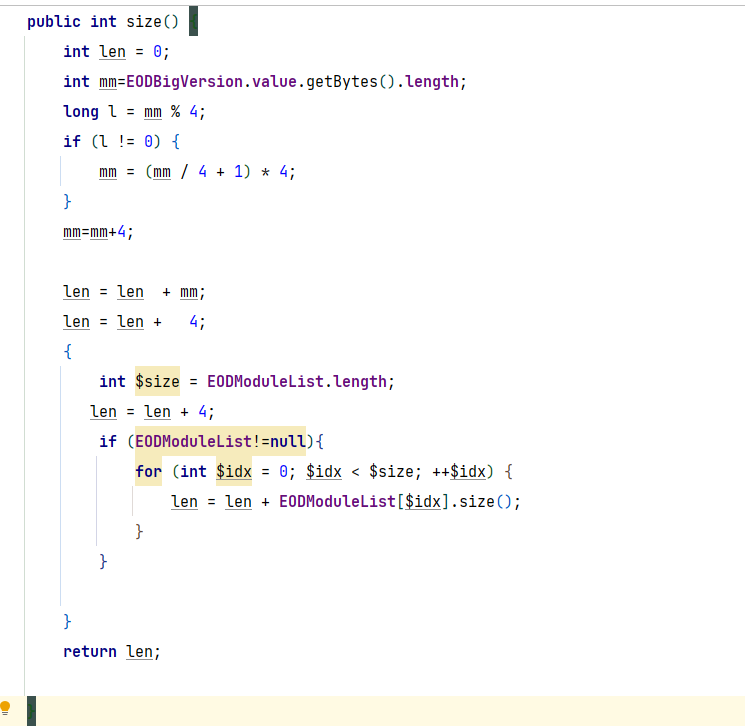 public int size() {
int len = 0;
int mm=EODBigVersion.value.getBytes().length;
long l = mm % 4;
if (l != 0) {
mm = (mm / 4 + 1) * 4;
}
mm=mm+4;
len = len  + mm;
len = len +   4;
{
int $size = EODModuleList.length;
len = len + 4;
if (EODModuleList!=null){
for (int $idx = 0; $idx < $size; ++$idx) {
len = len + EODModuleList[$idx].size();
}
}
}
return len;
}